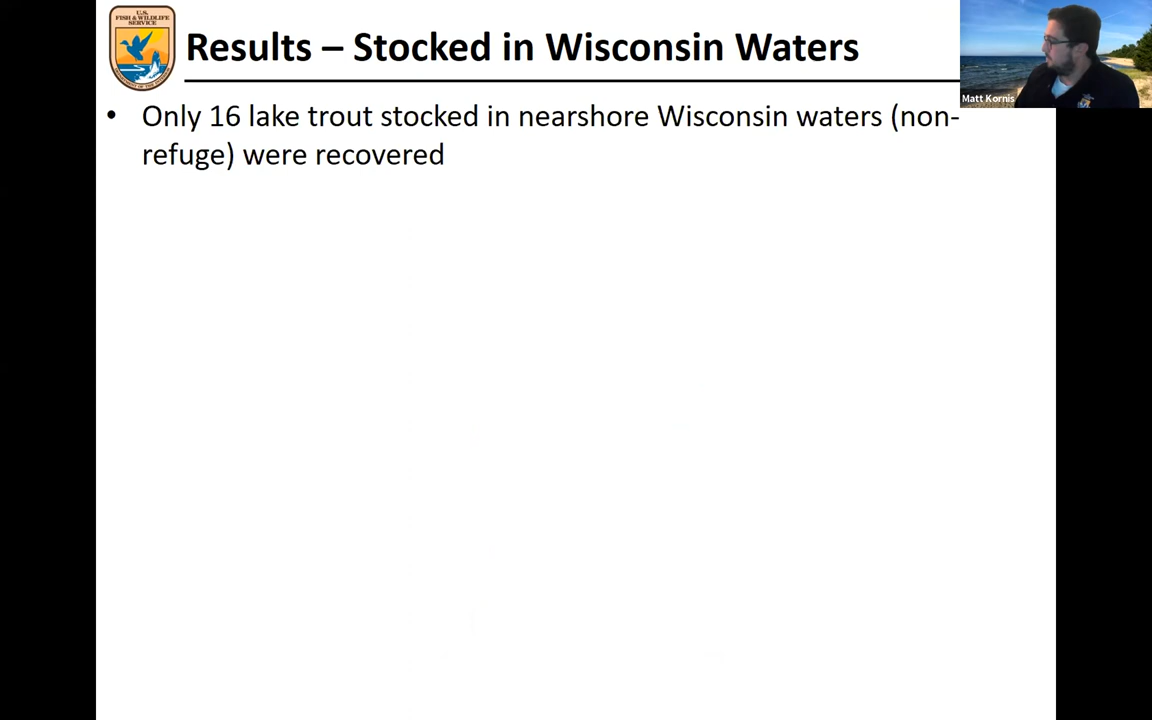 U.S.
FISH & WILDLIFE
SERVICE
Results – Stocked in Wisconsin Waters
Matt Kornis
• Only 16 lake trout stocked in nearshore Wisconsin waters (non-
refuge) were recovered